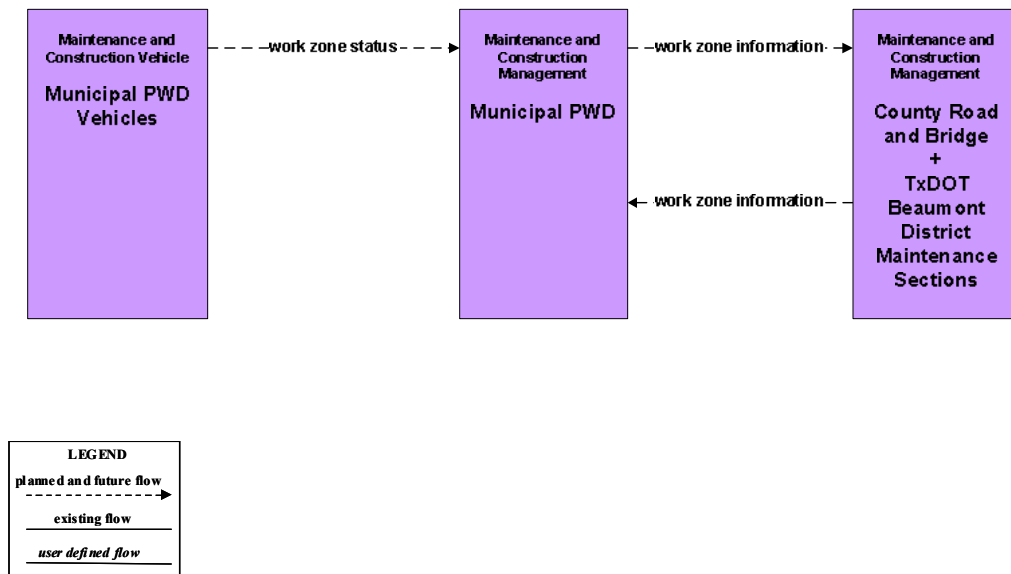 Maintenance and
Construction Vehicle
Municipal PWD
Vehicles
work zone status
Maintenance and
Construction
Management
Municipal PWD
work zone information
work zone information
Maintenance and
Construction
Management
County Road
and Bridge
+
TxDOT
Beaumont
District
Maintenance
Sections
LEGEND
planned and future flow
existing flow
user defined flow